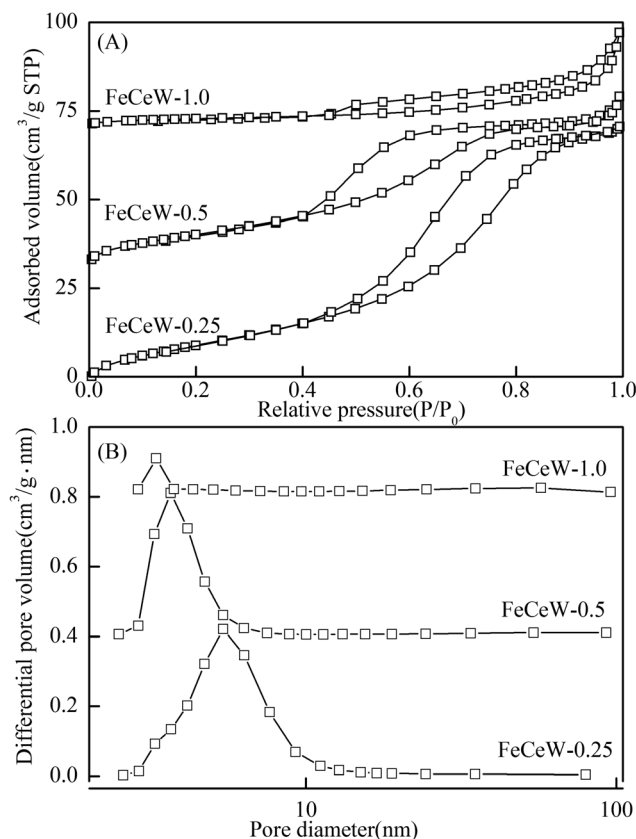 (A)
100
75
50
25
0
Adsorbed volume(cm³/g STP)
FeCeW-1.0
FeCeW-0.5
FeCeW-0.25
0.0 0.2 0.4 0.6 0.8 1.0
Relative pressure(P/P₀)
(B)
1.0
0.8
0.6
0.4
0.2
0.0
Differential pore volume(cm³/g·nm)
FeCeW-1.0
FeCeW-0.5
FeCeW-0.25
10 100
Pore diameter(nm)